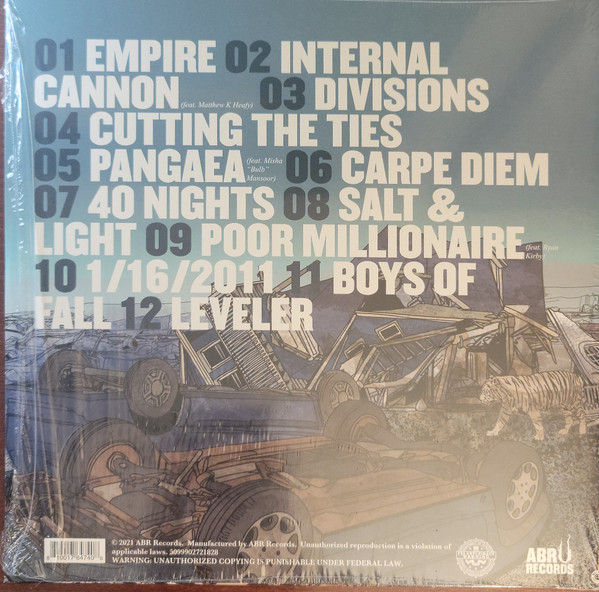 01 EMPIRE 02 INTERNAL
CANNON (feat. Matthew K Heafy) 03 DIVISIONS
04 CUTTING THE TIES
05 PANGAEA (feat. Misha "Bulb" Mansoor) 06 CARPE DIEM
07 40 NIGHTS 08 SALT &
LIGHT 09 POOR MILLIONAIRE (feat. Ryan Kirby)
10 1/16/2011 11 BOYS OF
FALL 12 LEVELER
© 2021 ABR Records. Manufactured by ABR Records. Unauthorized reproduction is a violation of
applicable laws. 5099902721828
WARNING: UNAUTHORIZED COPYING IS PUNISHABLE UNDER FEDERAL LAW.
ABR
RECORDS